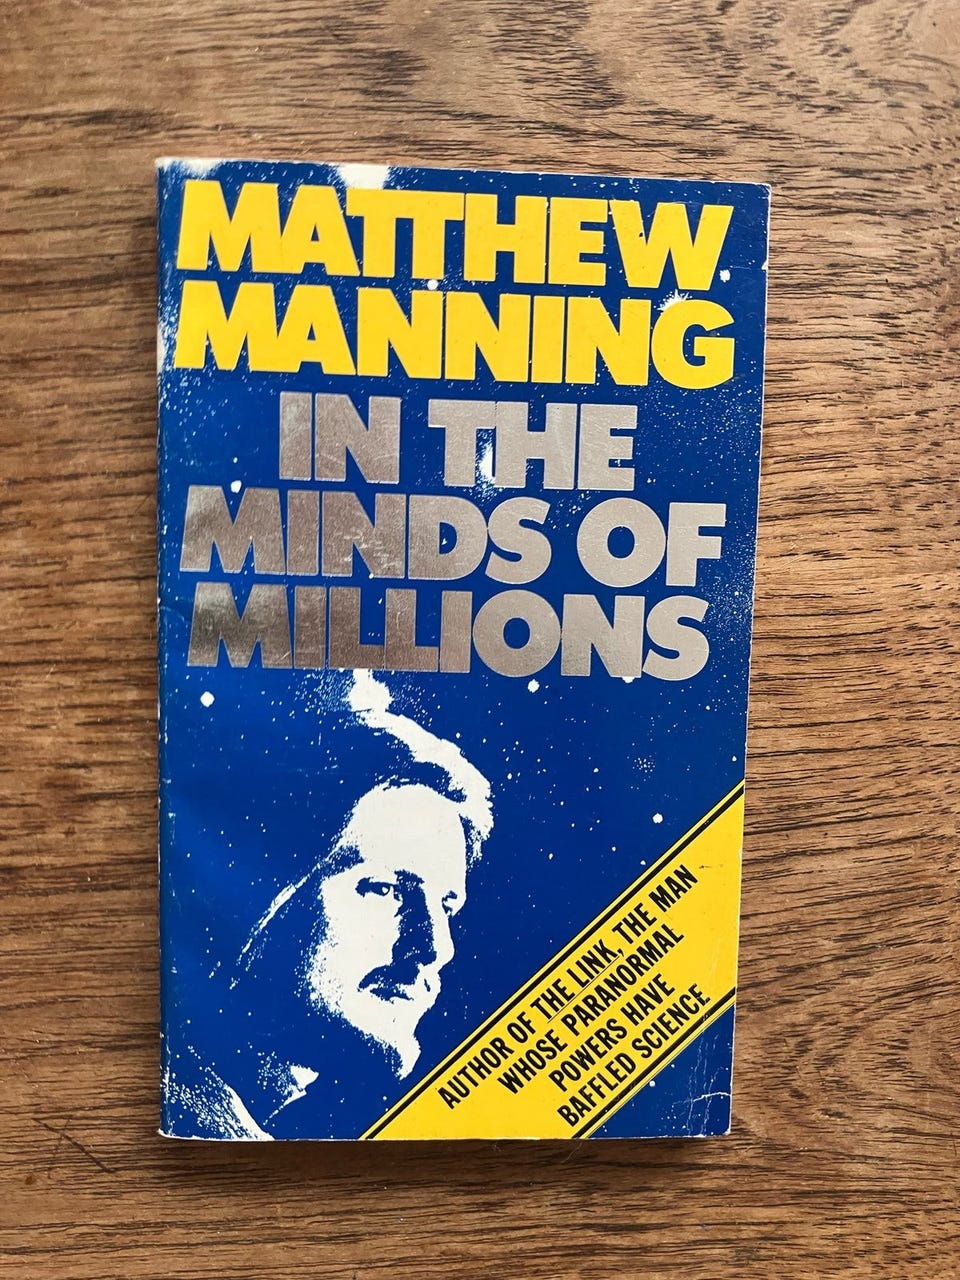 MATTHEW
MANNING
IN THE
MINDS OF
MILLIONS
AUTHOR OF THE LINK, THE MAN
WHOSE PARANORMAL
POWERS HAVE
BAFFLED SCIENCE